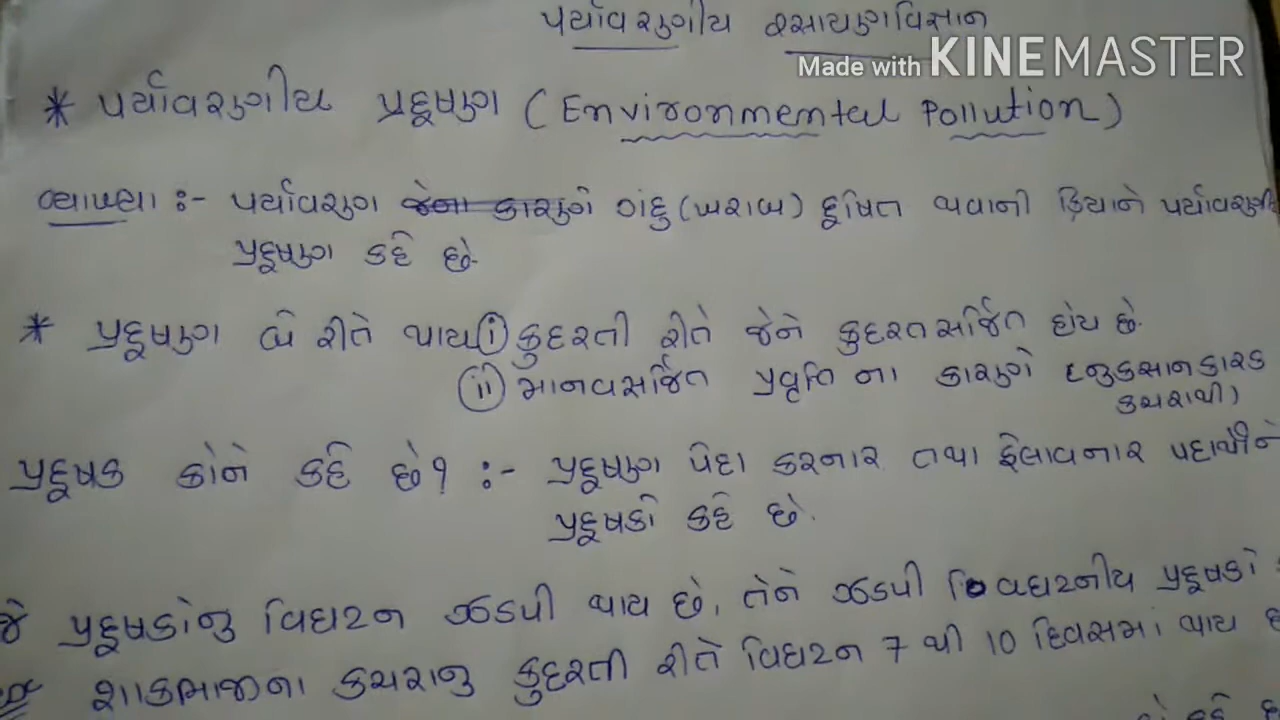 પર્યાવરણીય રસાયણવિજ્ઞાન
Made with KINEMASTER
* પર્યાવરણીય પ્રદૂષણ (Environmental Pollution)
વ્યાખ્યા :- પર્યાવરણ જેના કારણે ગંદુ (ખરાબ) દૂષિત થવાની ક્રિયાને પર્યાવરણીય
પ્રદૂષણ કહે છે.
* પ્રદૂષણ બે રીતે થાય (i) કુદરતી રીતે જેને કુદરતસર્જિત હોય છે.
(ii) માનવસર્જિત પ્રવૃત્તિ ના કારણે (નુકસાનકારક
કચરાથી)
પ્રદૂષક કોને કહે છે? :- પ્રદૂષણ પેદા કરનાર તથા ફેલાવનાર પદાર્થોને
પ્રદૂષકો કહે છે.
જે પ્રદૂષકોનુ વિઘટન ઝડપી થાય છે, તેને ઝડપી વિઘટનીય પ્રદૂષકો
શાકભાજીના કચરાનુ કુદરતી રીતે વિઘટન 7 થી 10 દિવસમાં થાય છે
કહે છે